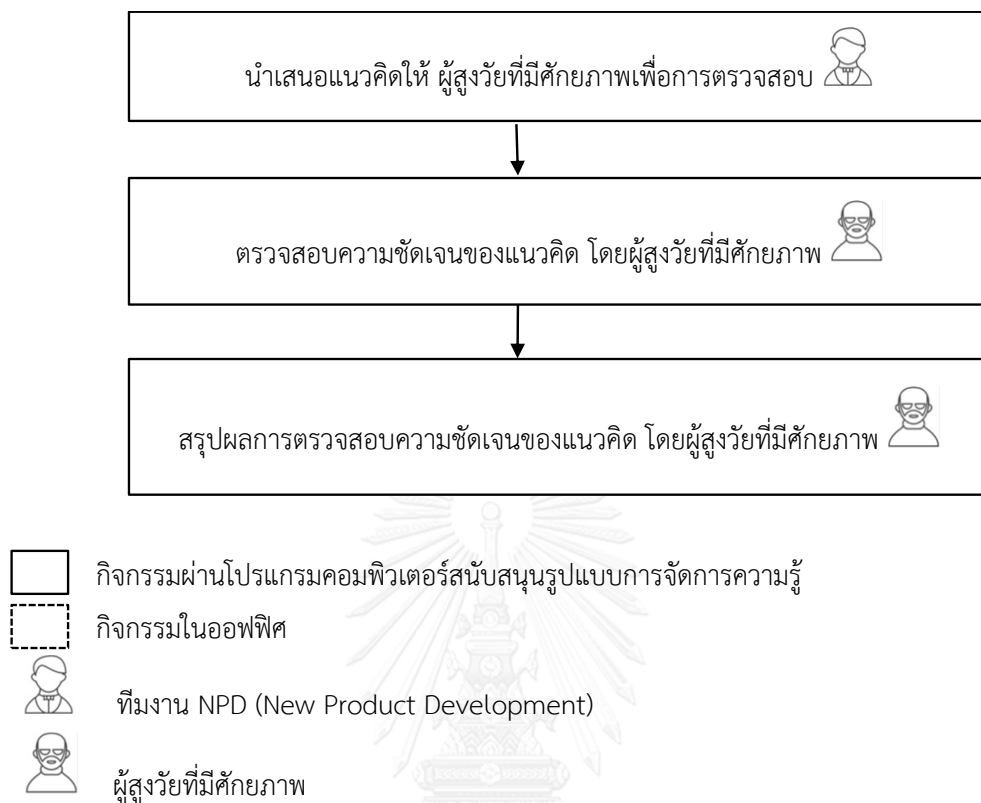 นำเสนอแนวคิดให้ ผู้สูงวัยที่มีศักยภาพเพื่อการตรวจสอบ
ตรวจสอบความชัดเจนของแนวคิด โดยผู้สูงวัยที่มีศักยภาพ
สรุปผลการตรวจสอบความชัดเจนของแนวคิด โดยผู้สูงวัยที่มีศักยภาพ
กิจกรรมผ่านโปรแกรมคอมพิวเตอร์สนับสนุนรูปแบบการจัดการความรู้
กิจกรรมในออฟฟิศ
ทีมงาน NPD (New Product Development)
ผู้สูงวัยที่มีศักยภาพ